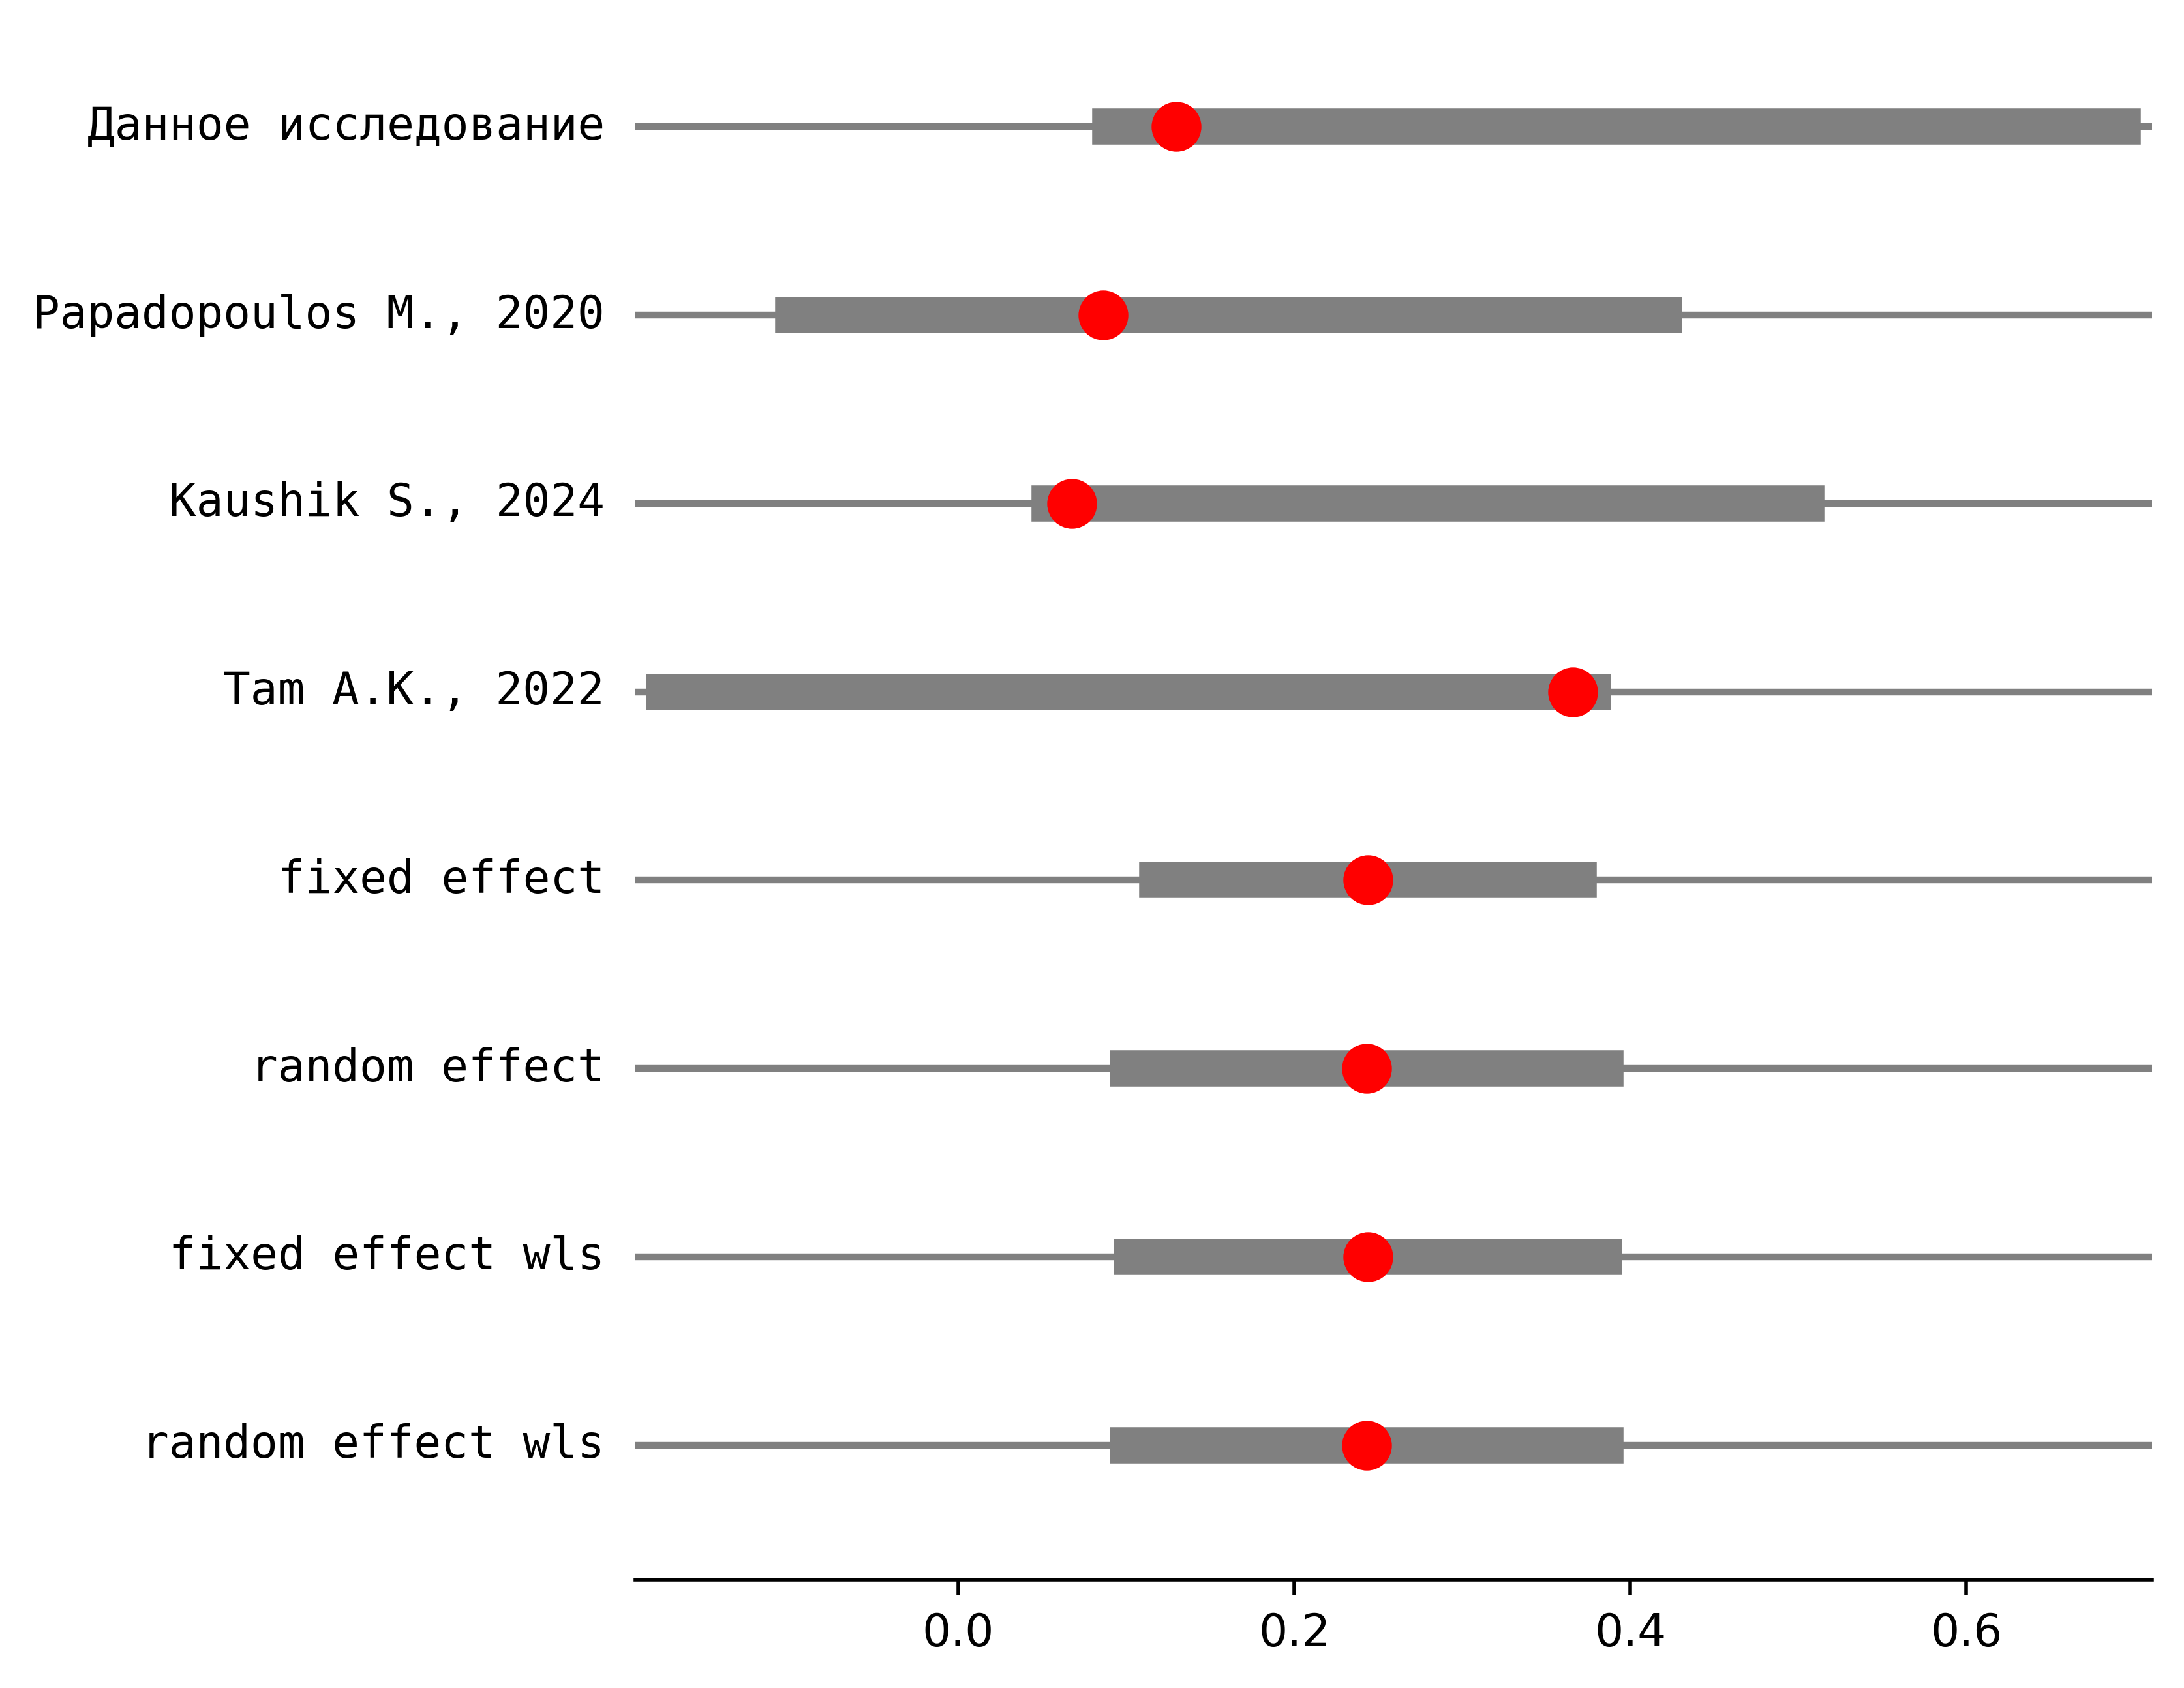 Данное исследование
Papadopoulos M., 2020
Kaushik S., 2024
Tam A.K., 2022
fixed effect
random effect
fixed effect wls
random effect wls
0.0 0.2 0.4 0.6